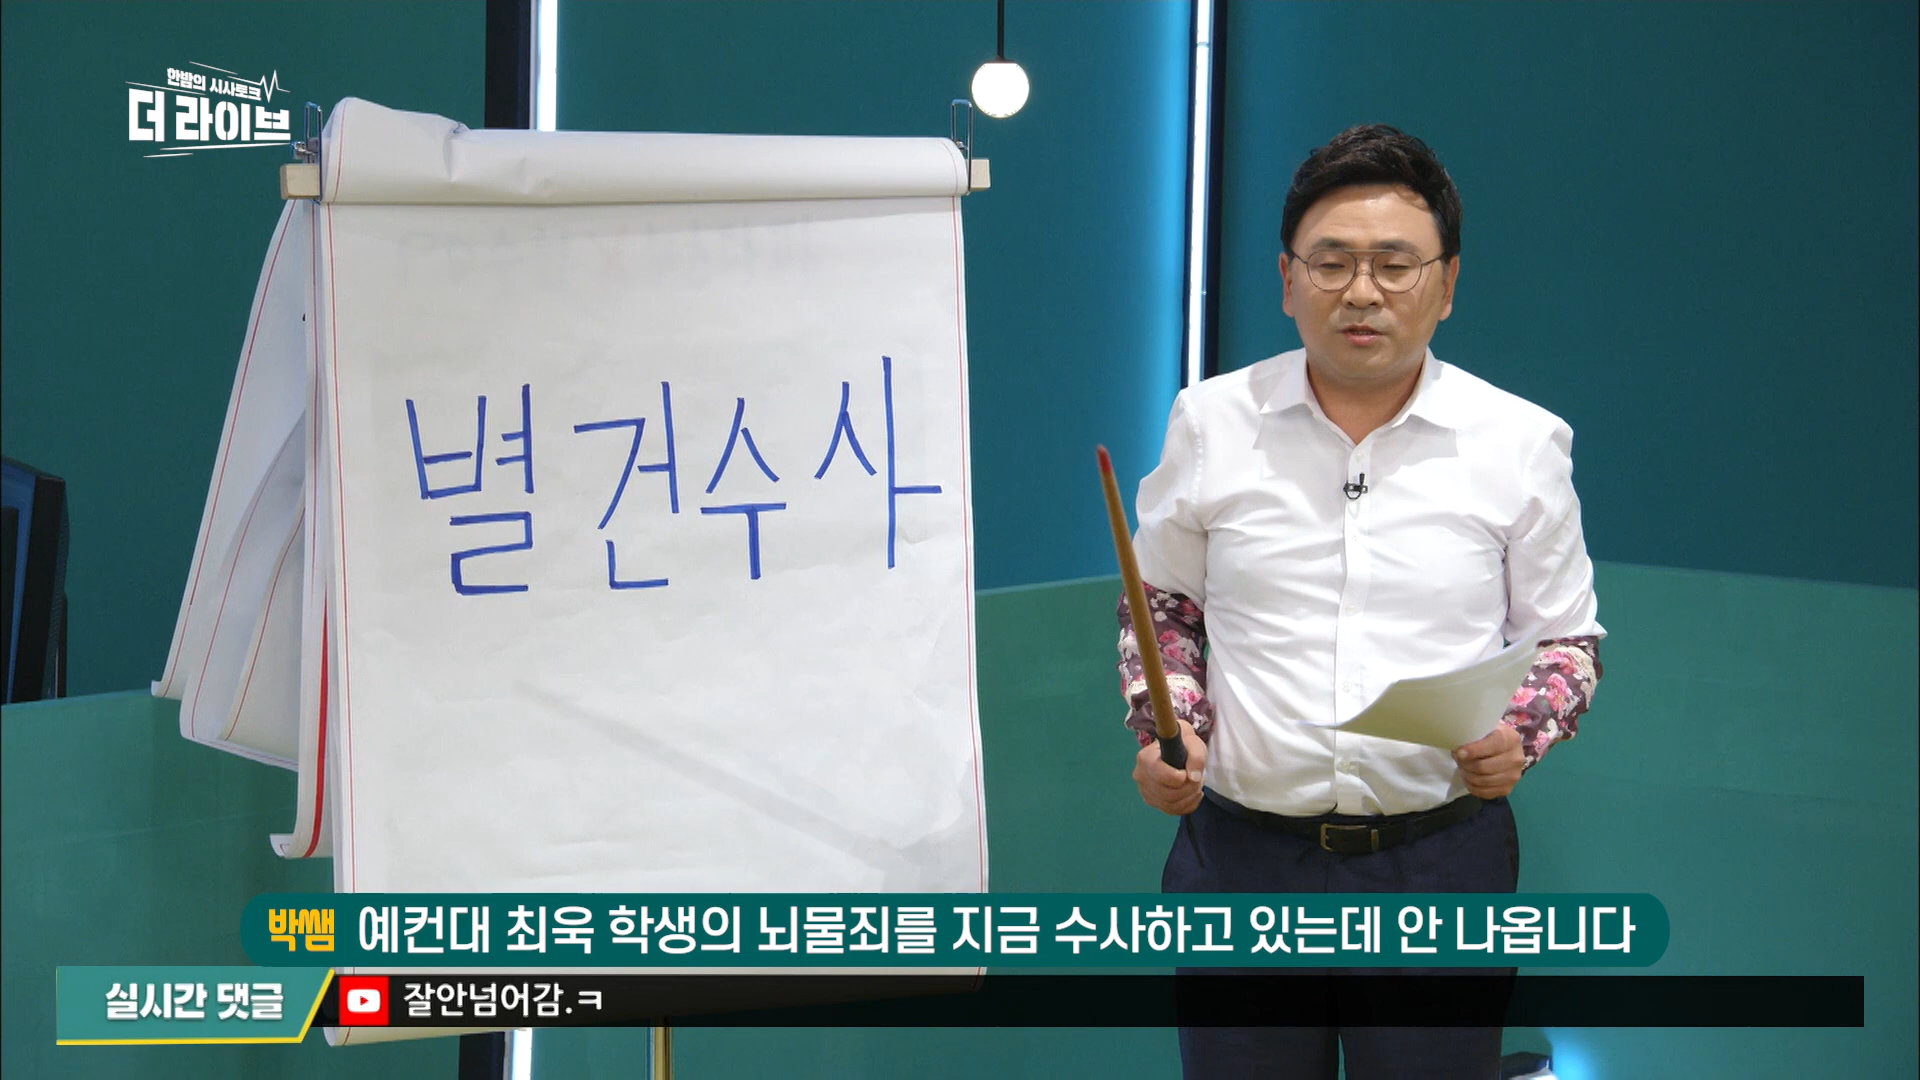 한밤의 시사토크
더 라이브
별건수사
박쌤 예컨대 최욱 학생의 뇌물죄를 지금 수사하고 있는데 안 나옵니다
실시간 댓글 잘안넘어감.ㅋ